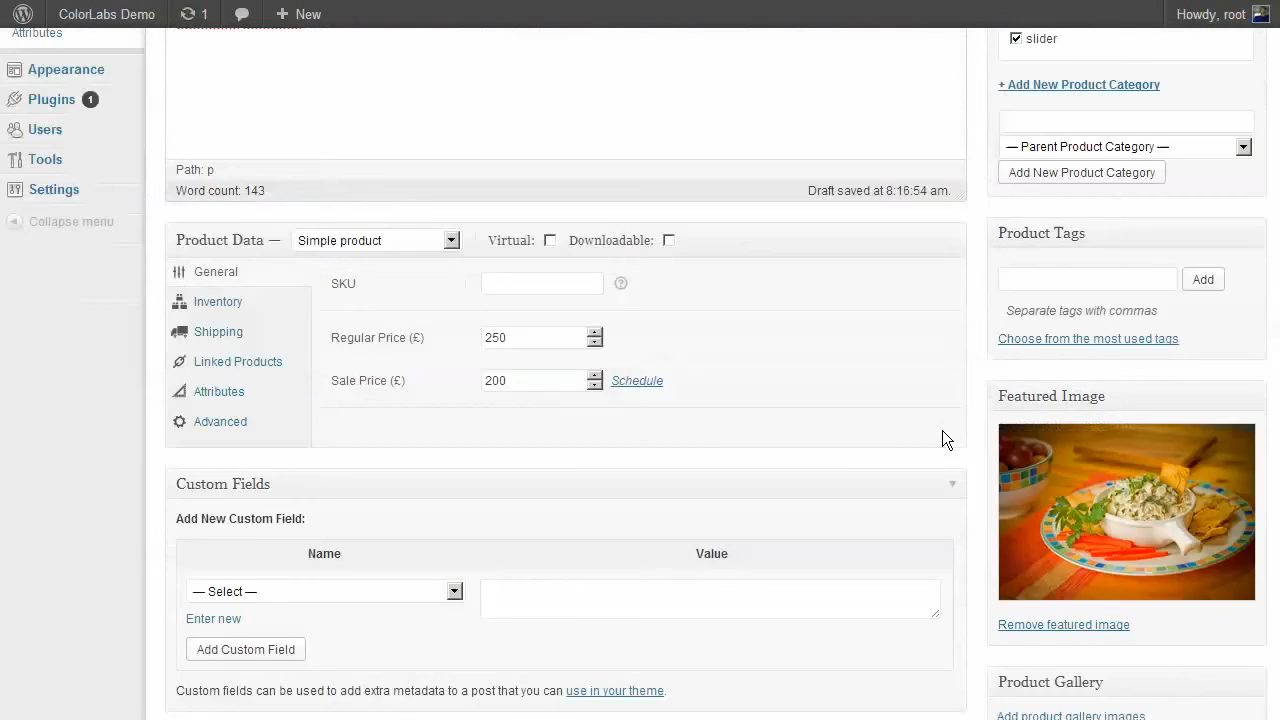 ColorLabs Demo 1 New Howdy, root
Attributes
Appearance
Plugins 1
Users
Tools
Settings
Collapse menu
Path: p
Word count: 143 Draft saved at 8:16:54 am.
Product Data — Simple product Virtual: Downloadable:
General
Inventory
Shipping
Linked Products
Attributes
Advanced
SKU ?
Regular Price (£) 250
Sale Price (£) 200 Schedule
Custom Fields
Add New Custom Field:
Name Value
— Select —
Enter new
Add Custom Field
Custom fields can be used to add extra metadata to a post that you can use in your theme.
slider
+ Add New Product Category
— Parent Product Category —
Add New Product Category
Product Tags
Add
Separate tags with commas
Choose from the most used tags
Featured Image
Remove featured image
Product Gallery
Add product gallery images